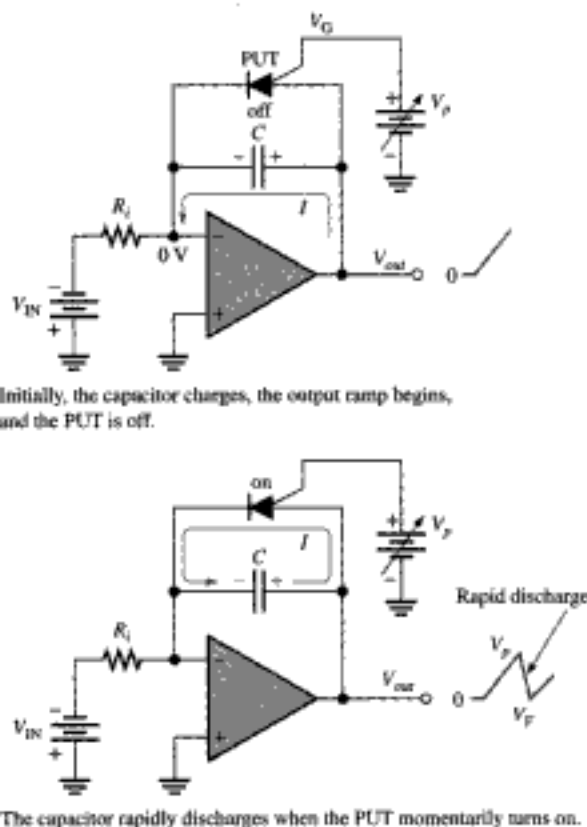 V_G
PUT
off
C
V_p
+
−
− +
R_i
I
0 V
−
+
V_out
0
V_IN
−
+
Initially, the capacitor charges, the output ramp begins,
and the PUT is off.
on
V_p
+
−
I
C
− +
Rapid discharge
R_i
V_p
−
+
V_out
0
V_F
V_IN
−
+
The capacitor rapidly discharges when the PUT momentarily turns on.